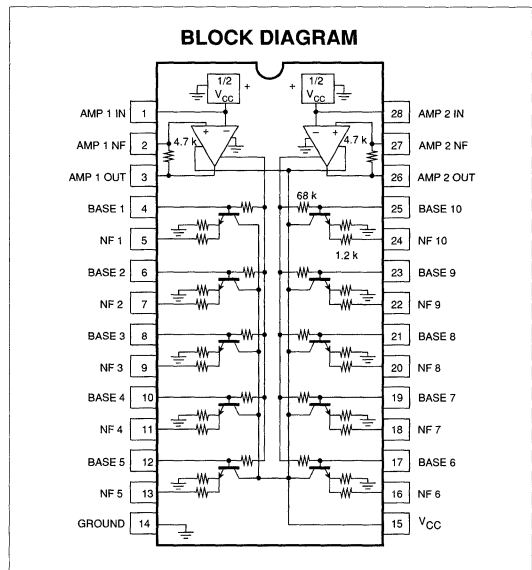 BLOCK DIAGRAM
1/2
VCC
+
+
1/2
VCC
AMP 1 IN 1
28 AMP 2 IN
AMP 1 NF 2
4.7 k
+ −
− +
4.7 k
27 AMP 2 NF
AMP 1 OUT 3
26 AMP 2 OUT
BASE 1 4
68 k
25 BASE 10
NF 1 5
1.2 k
24 NF 10
BASE 2 6
23 BASE 9
NF 2 7
22 NF 9
BASE 3 8
21 BASE 8
NF 3 9
20 NF 8
BASE 4 10
19 BASE 7
NF 4 11
18 NF 7
BASE 5 12
17 BASE 6
NF 5 13
16 NF 6
GROUND 14
15 VCC